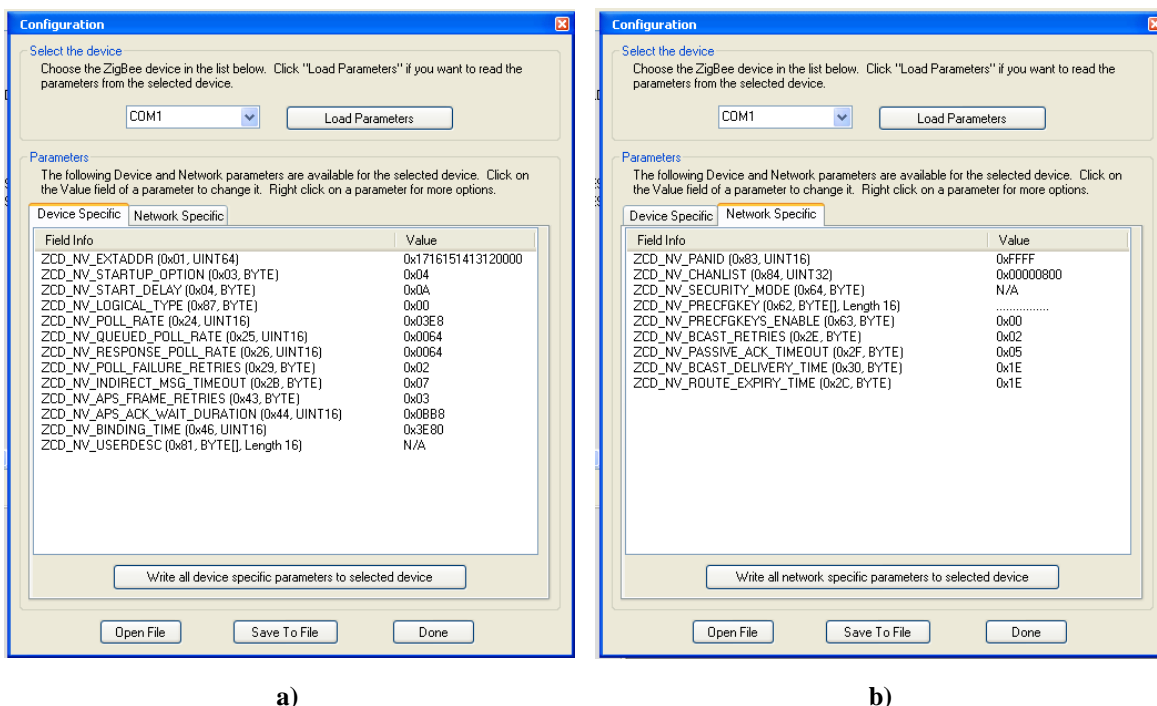 Configuration
Select the device
Choose the ZigBee device in the list below. Click "Load Parameters" if you want to read the
parameters from the selected device.
COM1
Load Parameters
Parameters
The following Device and Network parameters are available for the selected device. Click on
the Value field of a parameter to change it. Right click on a parameter for more options.
Device Specific Network Specific
Field Info Value
ZCD_NV_EXTADDR (0x01, UINT64) 0x1716151413120000
ZCD_NV_STARTUP_OPTION (0x03, BYTE) 0x04
ZCD_NV_START_DELAY (0x04, BYTE) 0x0A
ZCD_NV_LOGICAL_TYPE (0x87, BYTE) 0x00
ZCD_NV_POLL_RATE (0x24, UINT16) 0x03E8
ZCD_NV_QUEUED_POLL_RATE (0x25, UINT16) 0x0064
ZCD_NV_RESPONSE_POLL_RATE (0x26, UINT16) 0x0064
ZCD_NV_POLL_FAILURE_RETRIES (0x29, BYTE) 0x02
ZCD_NV_INDIRECT_MSG_TIMEOUT (0x2B, BYTE) 0x07
ZCD_NV_APS_FRAME_RETRIES (0x43, BYTE) 0x03
ZCD_NV_APS_ACK_WAIT_DURATION (0x44, UINT16) 0x0BB8
ZCD_NV_BINDING_TIME (0x46, UINT16) 0x3E80
ZCD_NV_USERDESC (0x81, BYTE[], Length 16) N/A
Write all device specific parameters to selected device
Open File Save To File Done
a)
Configuration
Select the device
Choose the ZigBee device in the list below. Click "Load Parameters" if you want to read the
parameters from the selected device.
COM1
Load Parameters
Parameters
The following Device and Network parameters are available for the selected device. Click on
the Value field of a parameter to change it. Right click on a parameter for more options.
Device Specific Network Specific
Field Info Value
ZCD_NV_PANID (0x83, UINT16) 0xFFFF
ZCD_NV_CHANLIST (0x84, UINT32) 0x00000800
ZCD_NV_SECURITY_MODE (0x64, BYTE) N/A
ZCD_NV_PRECFGKEY (0x62, BYTE[], Length 16) ................
ZCD_NV_PRECFGKEYS_ENABLE (0x63, BYTE) 0x00
ZCD_NV_BCAST_RETRIES (0x2E, BYTE) 0x02
ZCD_NV_PASSIVE_ACK_TIMEOUT (0x2F, BYTE) 0x05
ZCD_NV_BCAST_DELIVERY_TIME (0x30, BYTE) 0x1E
ZCD_NV_ROUTE_EXPIRY_TIME (0x2C, BYTE) 0x1E
Write all network specific parameters to selected device
Open File Save To File Done
b)